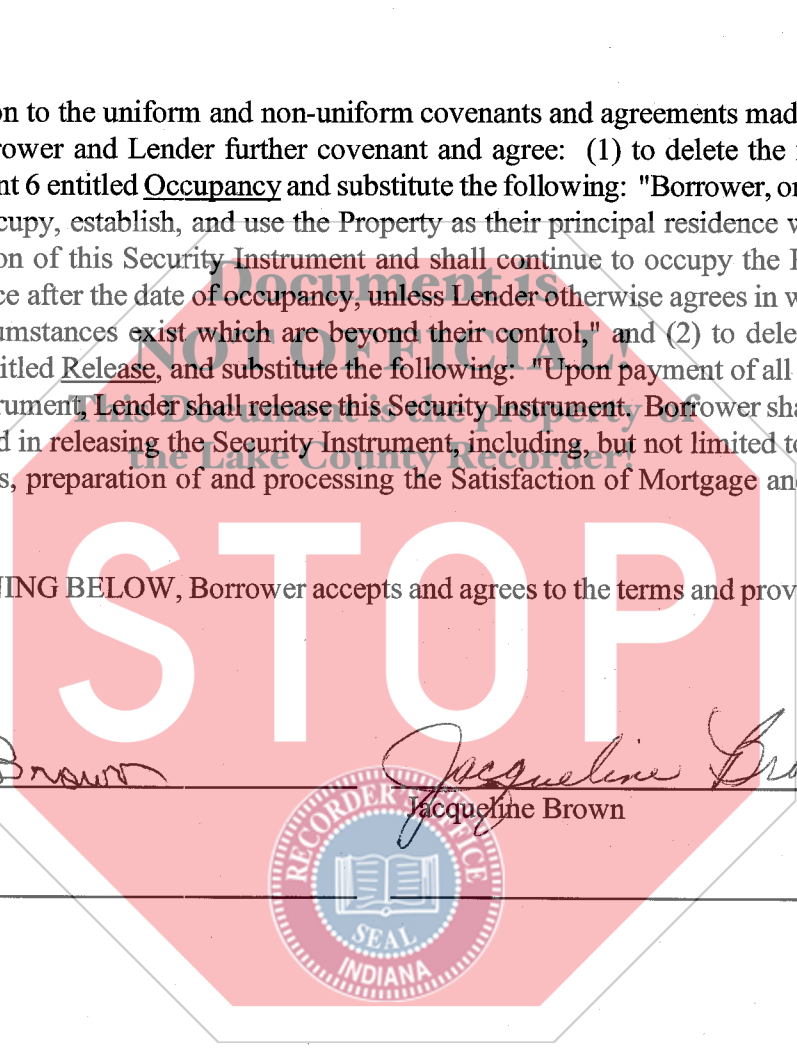 on to the uniform and non-uniform covenants and agreements mad
rower and Lender further covenant and agree: (1) to delete the
nt 6 entitled Occupancy and substitute the following: "Borrower, or
cupy, establish, and use the Property as their principal residence
on of this Security Instrument and shall continue to occupy the
Document is
ce after the date of occupancy, unless Lender otherwise agrees in w
umstances exist which are beyond their control," and (2) to dele
NOT OFFICIAL!
itled Release, and substitute the following: "Upon payment of all
rument, Lender shall release this Security Instrument. Borrower sha
This Document is the property of
d in releasing the Security Instrument, including, but not limited to
the Lake County Recorder!
s, preparation of and processing the Satisfaction of Mortgage and
NING BELOW, Borrower accepts and agrees to the terms and prov
STOP
Brown
Jacqueline Bro
Jacqueline Brown
RECORDER'S OFFICE
SEAL
INDIANA